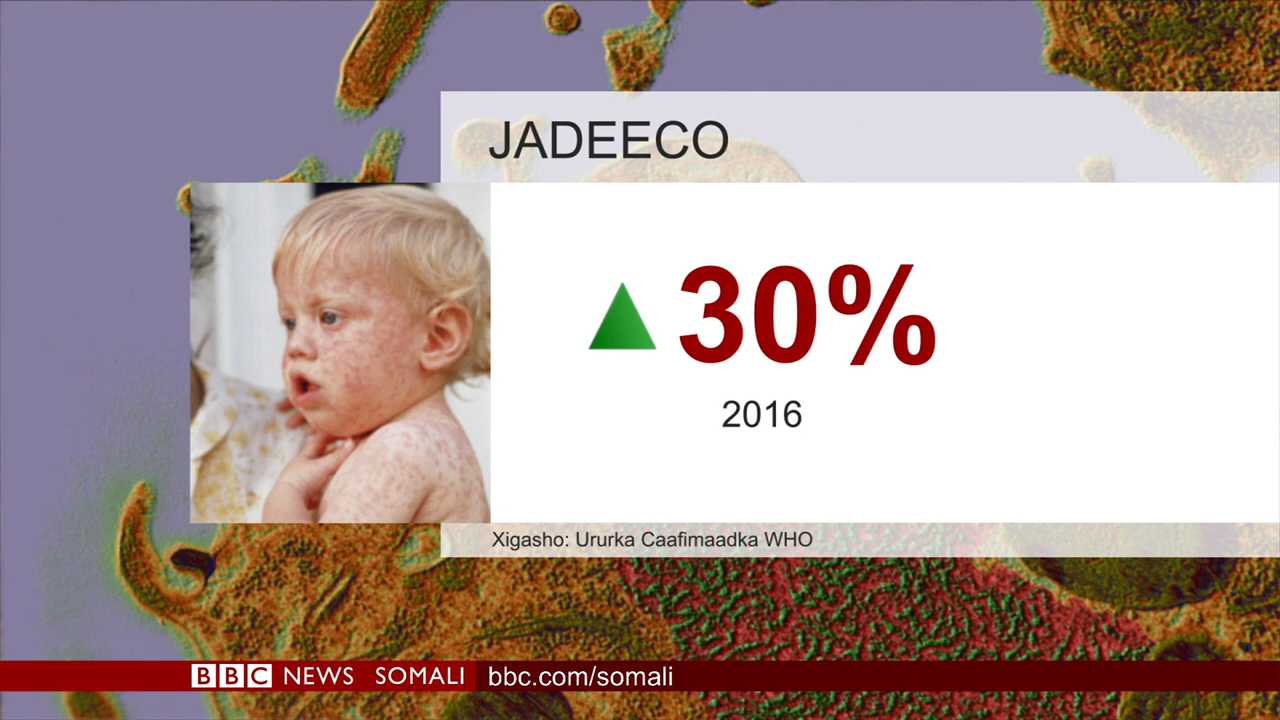 JADEECO
30%
2016
Xigasho: Ururka Caafimaadka WHO
BBC NEWS SOMALI bbc.com/somali